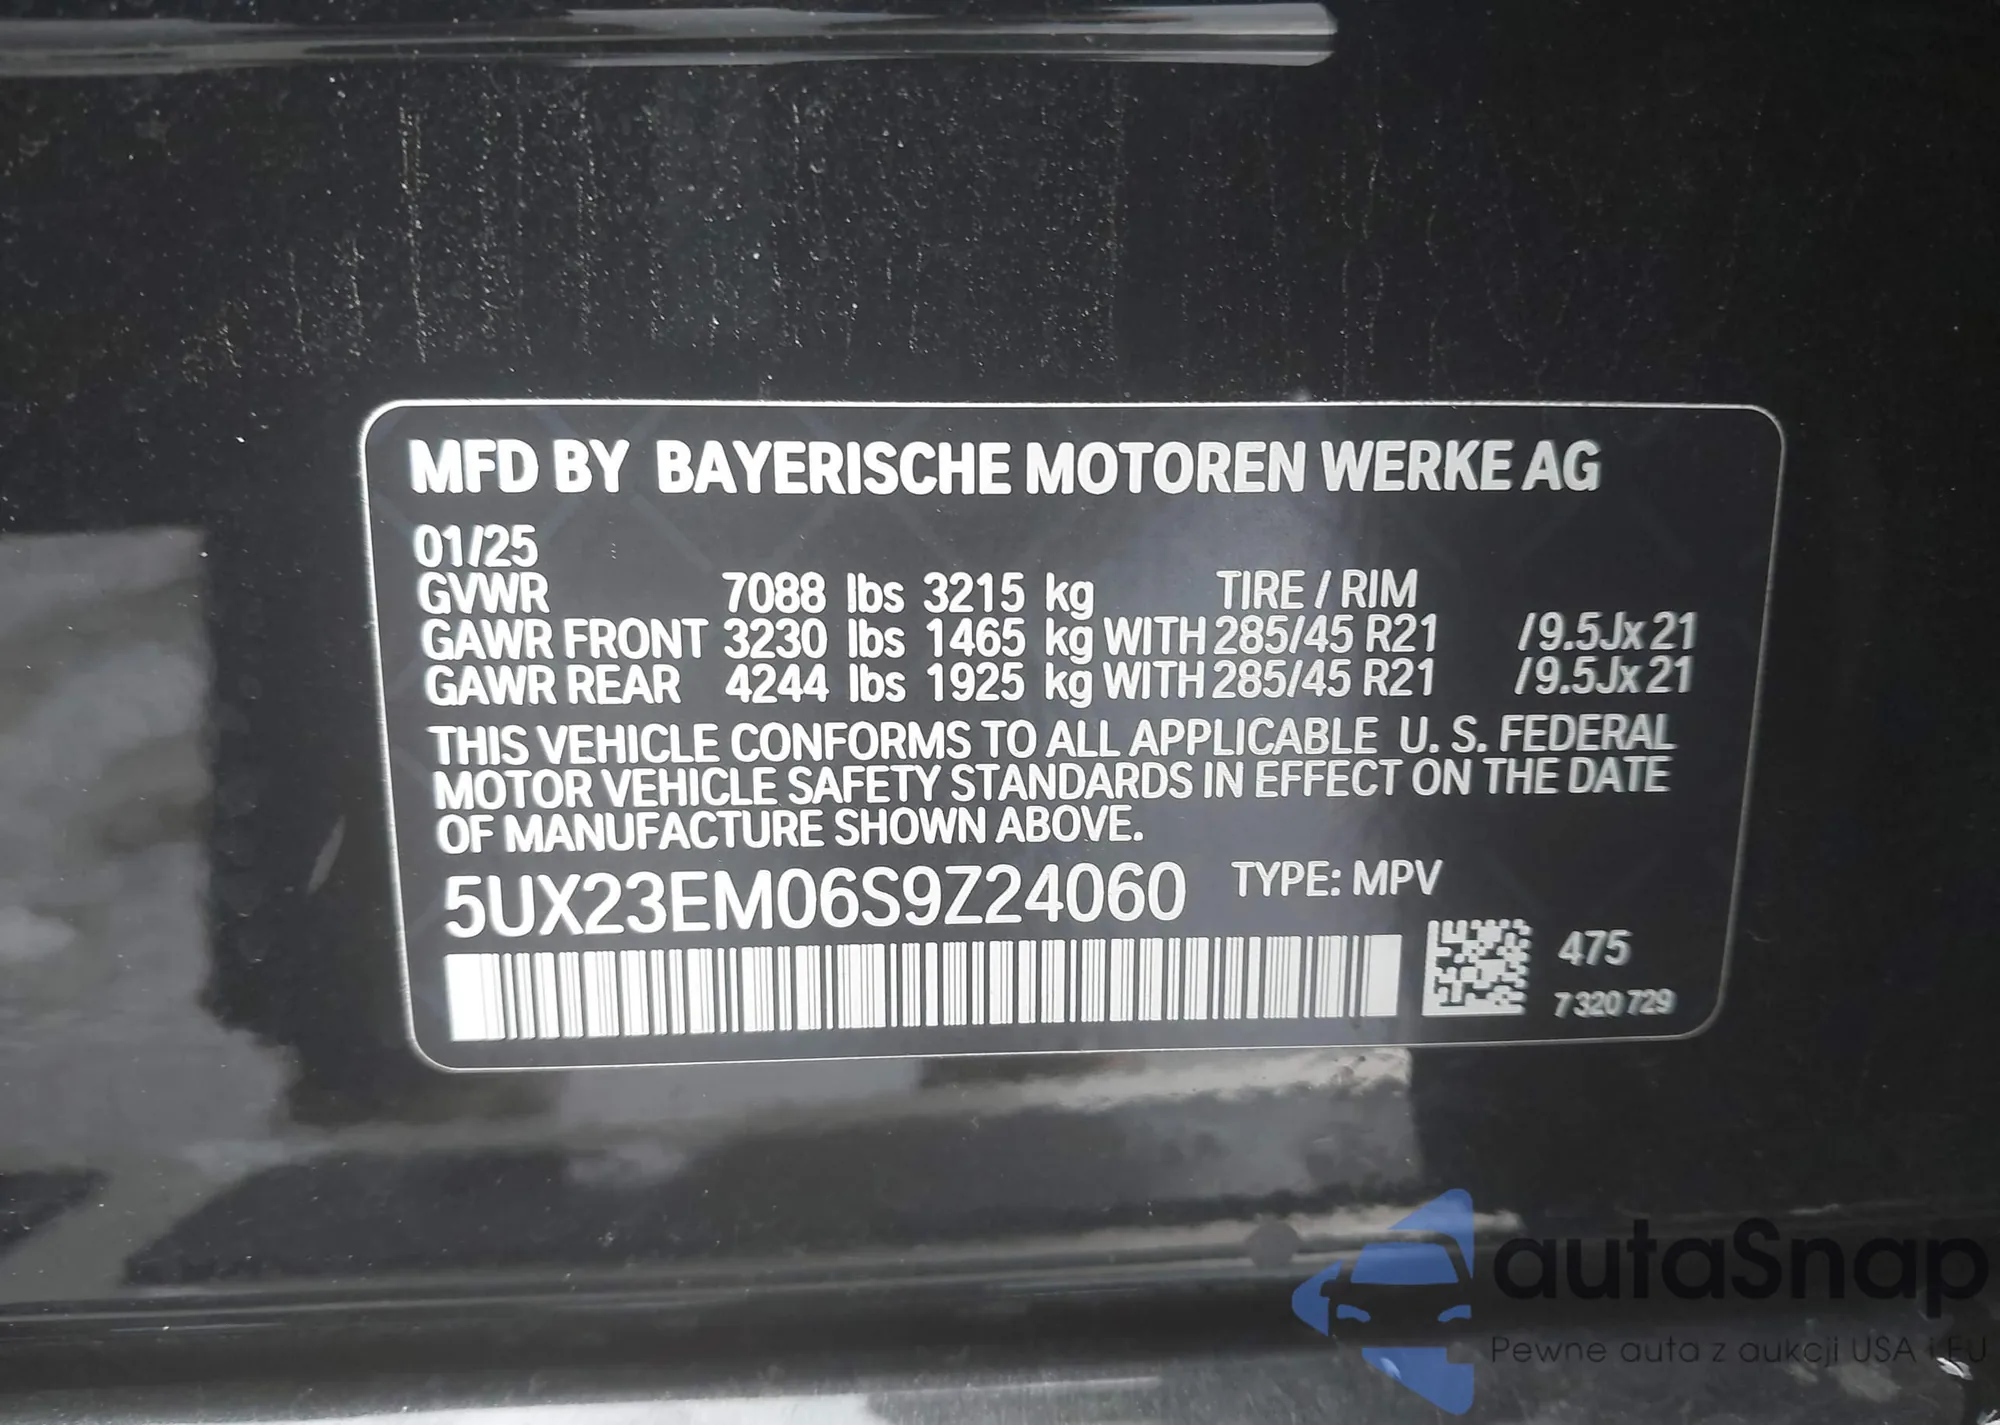 MFD BY BAYERISCHE MOTOREN WERKE AG
01/25
GVWR 7088 lbs 3215 kg TIRE / RIM
GAWR FRONT 3230 lbs 1465 kg WITH 285/45 R21 /9.5Jx21
GAWR REAR 4244 lbs 1925 kg WITH 285/45 R21 /9.5Jx21
THIS VEHICLE CONFORMS TO ALL APPLICABLE U. S. FEDERAL
MOTOR VEHICLE SAFETY STANDARDS IN EFFECT ON THE DATE
OF MANUFACTURE SHOWN ABOVE.
5UX23EM06S9Z24060 TYPE: MPV
475
7 320 729
autaSnap
Pewne auta z aukcji USA i EU